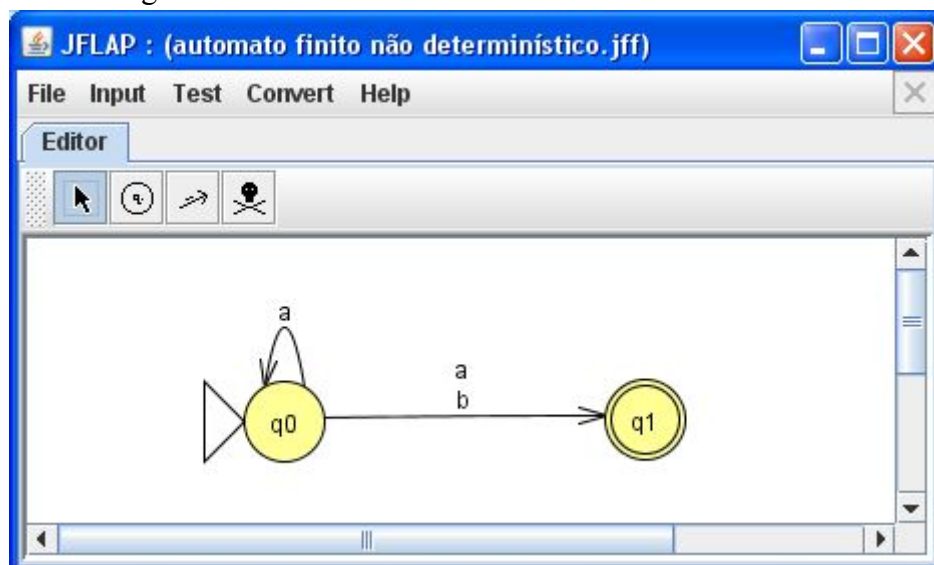 JFLAP : (automato finito não determinístico.jff)
File Input Test Convert Help
Editor
q
a
a
b
q0
q1